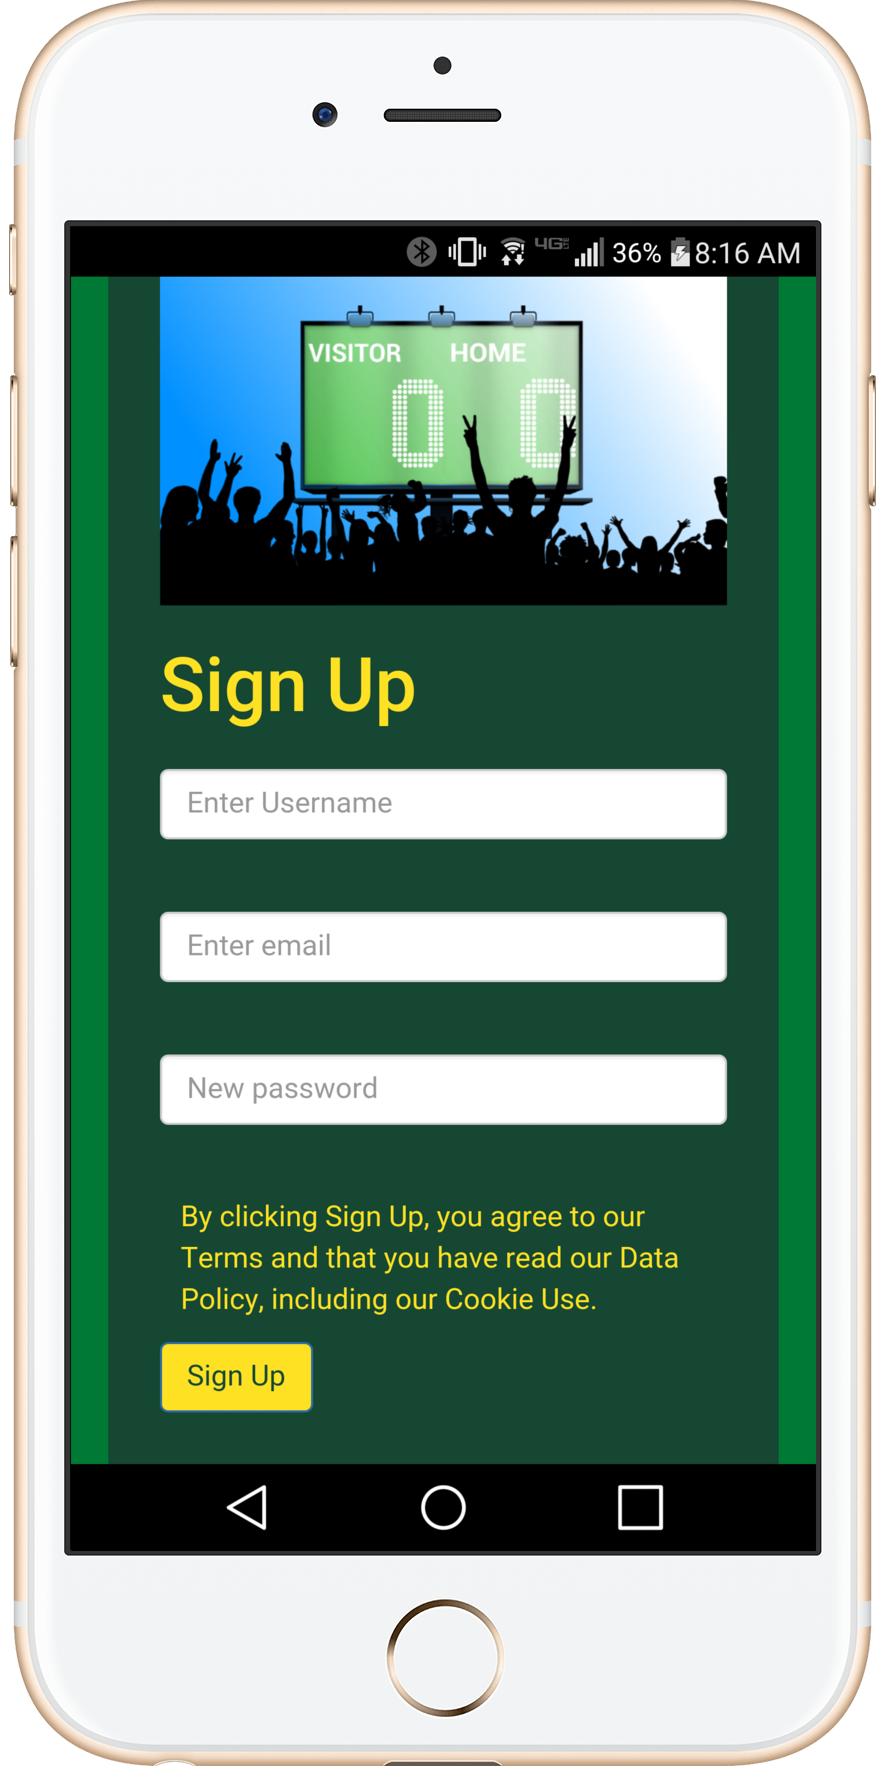 4G LTE 36% 8:16 AM
VISITOR HOME
0 0
Sign Up
Enter Username
Enter email
New password
By clicking Sign Up, you agree to our
Terms and that you have read our Data
Policy, including our Cookie Use.
Sign Up